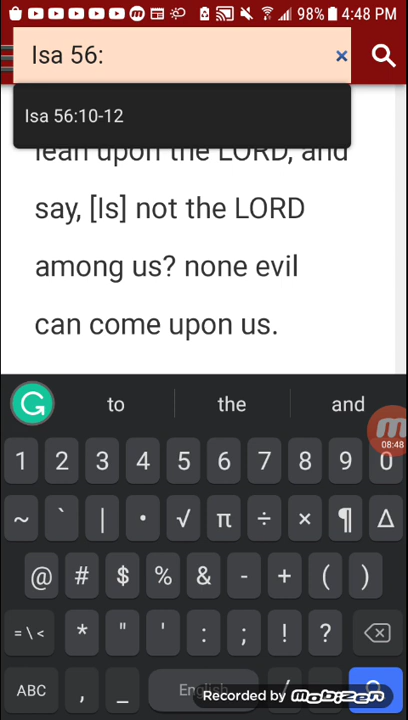 98% 4:48 PM
Isa 56:
Isa 56:10-12
lean upon the LORD, and
say, [Is] not the LORD
among us? none evil
can come upon us.
to the and
08:48
1 2 3 4 5 6 7 8 9 0
~ ` | • √ π ÷ × ¶ Δ
@ # $ % & - + ( )
= \ < * " ' : ; ! ?
ABC , _ English /
Recorded by mobizen